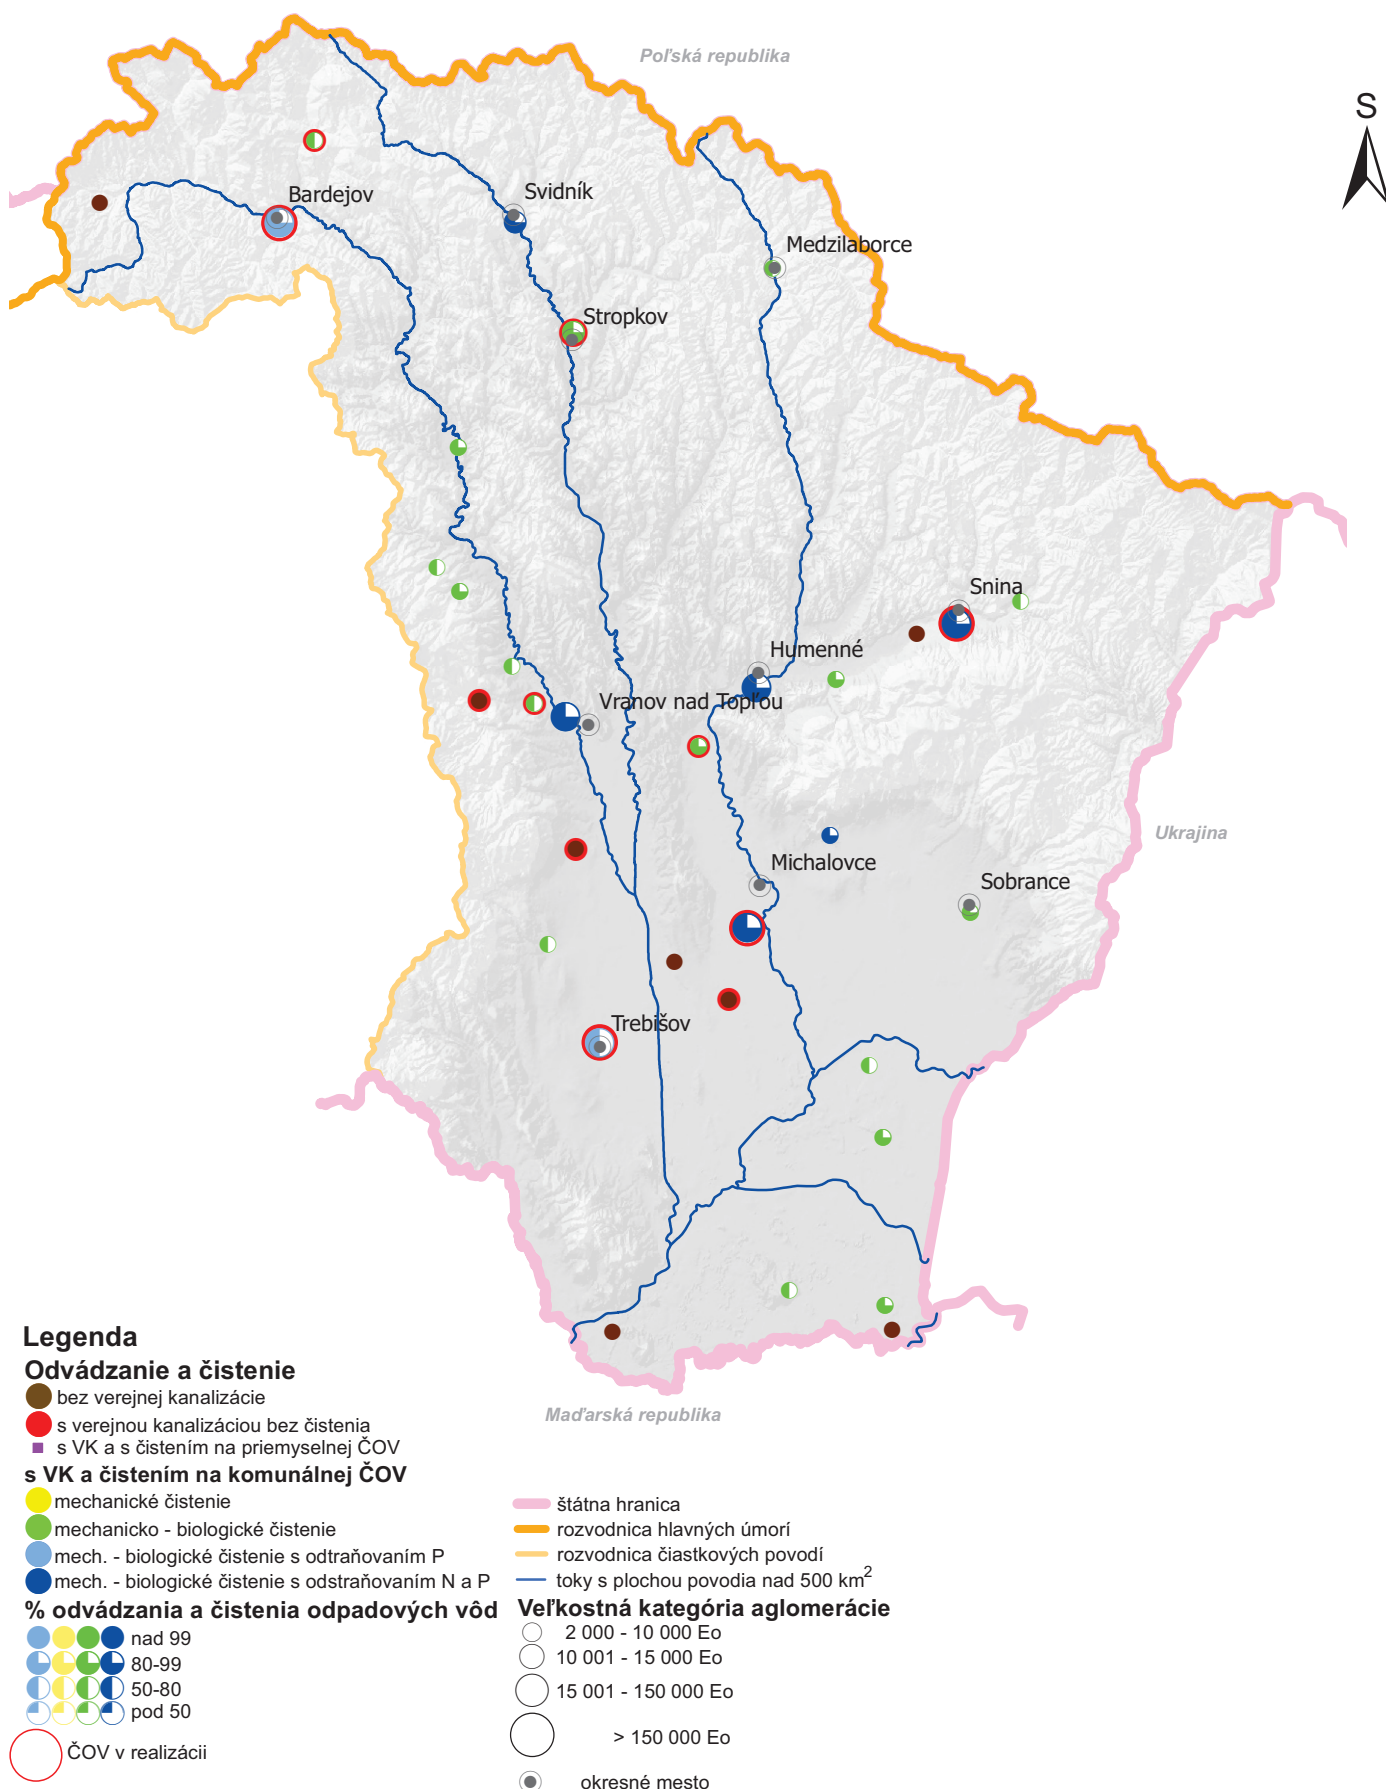 Poľská republika
S
Bardejov
Svidník
Medzilaborce
Stropkov
Snina
Humenné
Vranov nad Topľou
Ukrajina
Michalovce
Sobrance
Trebišov
Maďarská republika
Legenda
Odvádzanie a čistenie
bez verejnej kanalizácie
s verejnou kanalizáciou bez čistenia
s VK a s čistením na priemyselnej ČOV
s VK a čistením na komunálnej ČOV
mechanické čistenie
mechanicko - biologické čistenie
mech. - biologické čistenie s odtraňovaním P
mech. - biologické čistenie s odstraňovaním N a P
% odvádzania a čistenia odpadových vôd
nad 99
80-99
50-80
pod 50
ČOV v realizácii
štátna hranica
rozvodnica hlavných úmorí
rozvodnica čiastkových povodí
toky s plochou povodia nad 500 km2
Veľkostná kategória aglomerácie
2 000 - 10 000 Eo
10 001 - 15 000 Eo
15 001 - 150 000 Eo
> 150 000 Eo
okresné mesto